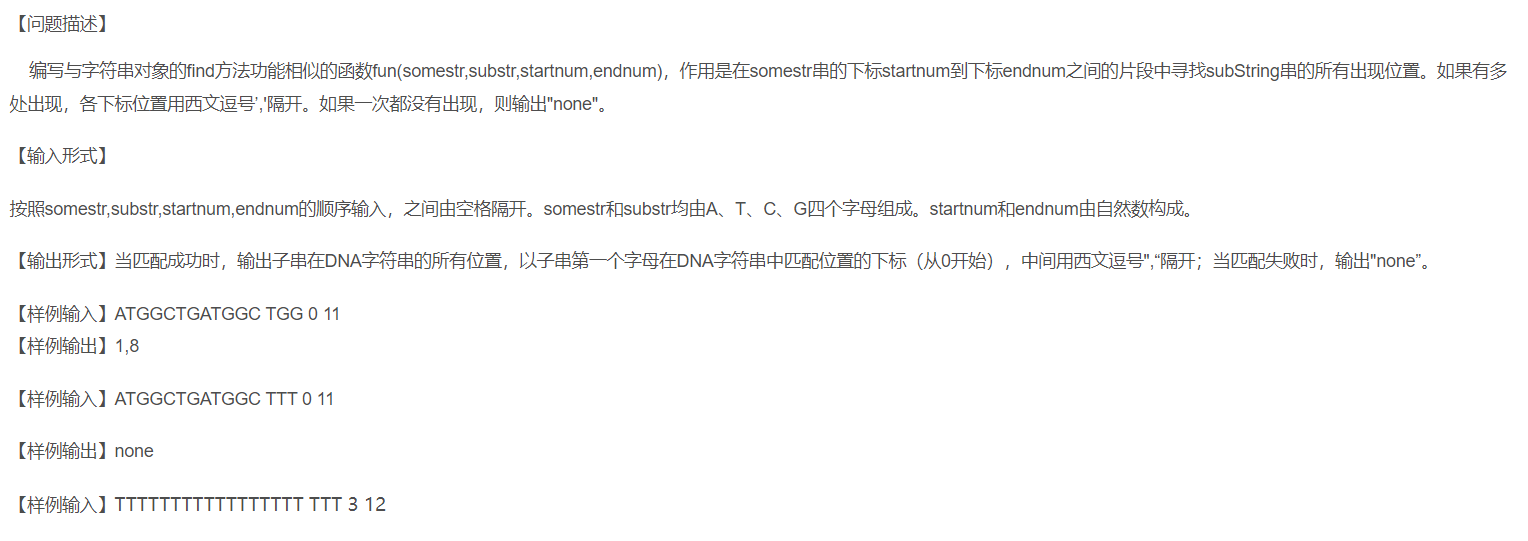 【问题描述】
编写与字符串对象的find方法功能相似的函数fun(somestr,substr,startnum,endnum)，作用是在somestr串的下标startnum到下标endnum之间的片段中寻找subString串的所有出现位置。如果有多
处出现，各下标位置用西文逗号’,'隔开。如果一次都没有出现，则输出"none"。
【输入形式】
按照somestr,substr,startnum,endnum的顺序输入，之间由空格隔开。somestr和substr均由A、T、C、G四个字母组成。startnum和endnum由自然数构成。
【输出形式】当匹配成功时，输出子串在DNA字符串的所有位置，以子串第一个字母在DNA字符串中匹配位置的下标（从0开始），中间用西文逗号",“隔开；当匹配失败时，输出"none”。
【样例输入】ATGGCTGATGGC TGG 0 11
【样例输出】1,8
【样例输入】ATGGCTGATGGC TTT 0 11
【样例输出】none
【样例输入】TTTTTTTTTTTTTTTTT TTT 3 12